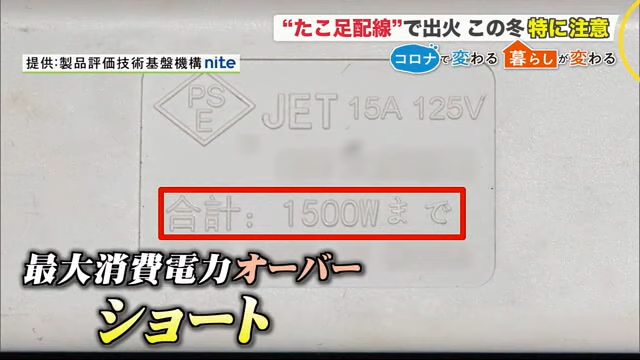 “たこ足配線”で出火 この冬 特に注意
提供:製品評価技術基盤機構 nite
コロナで変わる 暮らしが変わる
PSE
JET 15A 125V
合計: 1500Wまで
最大消費電力オーバー
ショート